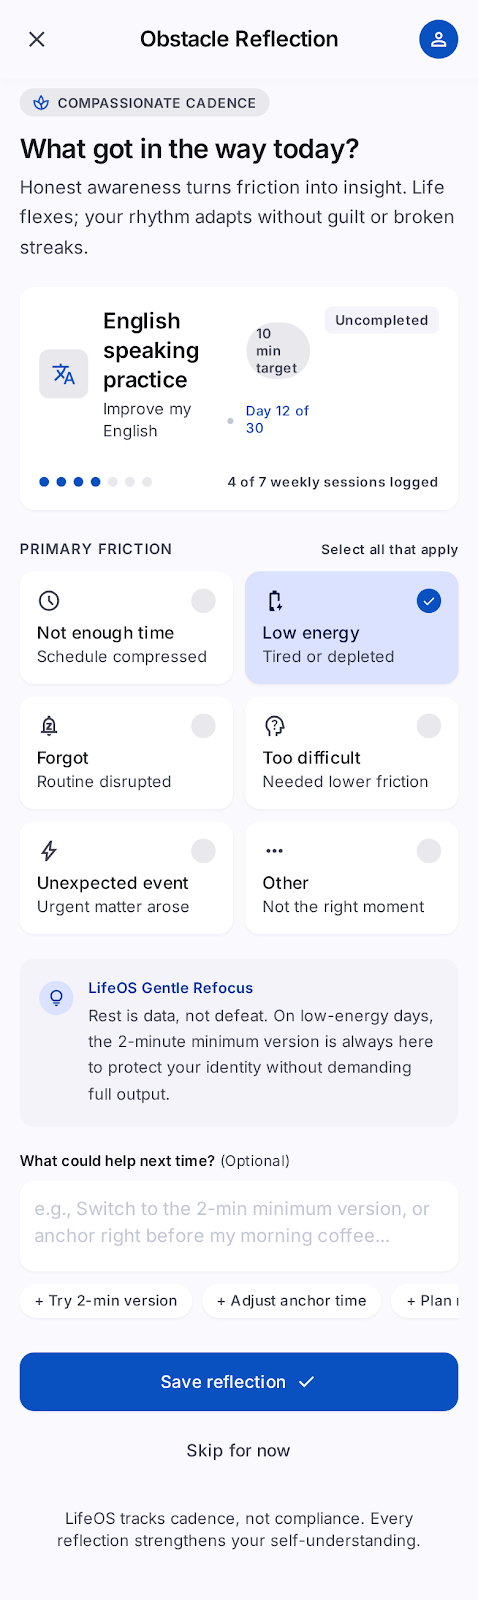 Obstacle Reflection
COMPASSIONATE CADENCE
What got in the way today?
Honest awareness turns friction into insight. Life
flexes; your rhythm adapts without guilt or broken
streaks.
English
speaking
practice
Improve my
English
10
min
target
Day 12 of
30
Uncompleted
4 of 7 weekly sessions logged
PRIMARY FRICTION
Select all that apply
Not enough time
Schedule compressed
Low energy
Tired or depleted
Forgot
Routine disrupted
Too difficult
Needed lower friction
Unexpected event
Urgent matter arose
Other
Not the right moment
LifeOS Gentle Refocus
Rest is data, not defeat. On low-energy days,
the 2-minute minimum version is always here
to protect your identity without demanding
full output.
What could help next time? (Optional)
e.g., Switch to the 2-min minimum version, or
anchor right before my morning coffee...
+ Try 2-min version
+ Adjust anchor time
+ Plan
Save reflection
Skip for now
LifeOS tracks cadence, not compliance. Every
reflection strengthens your self-understanding.